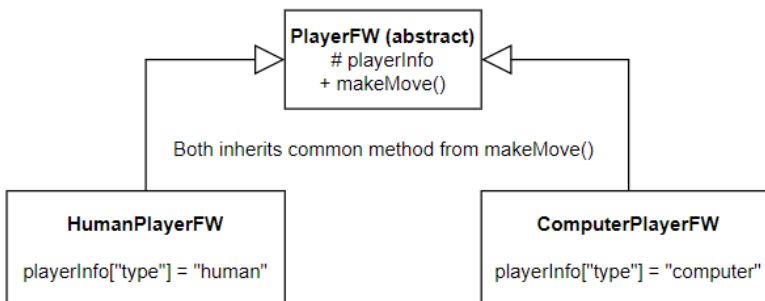 PlayerFW (abstract)
# playerInfo
+ makeMove()
Both inherits common method from makeMove()
HumanPlayerFW
playerInfo["type"] = "human"
ComputerPlayerFW
playerInfo["type"] = "computer"